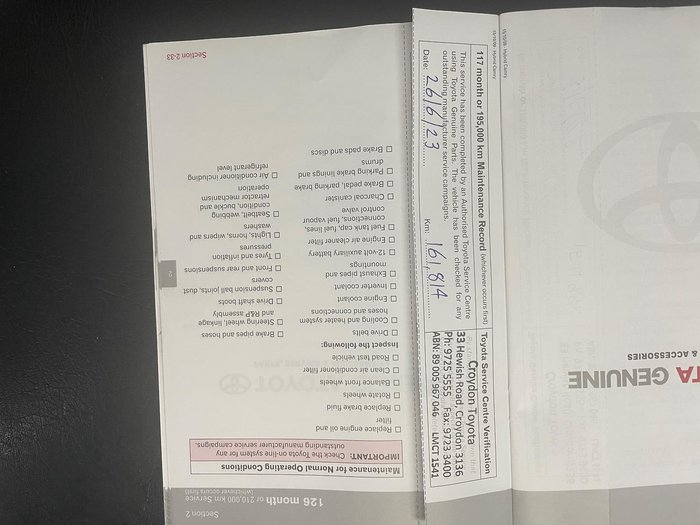 Section 2
126 month or 210,000 km Service
(whichever occurs first)
Maintenance for Normal Operating Conditions
IMPORTANT: Check the Toyota on-line system for any
outstanding manufacturer service campaigns.
Replace engine oil and engine
filter
Replace brake fluid
Rotate wheels
Balance front wheels
Clean air conditioner filter
Road test vehicle
Inspect the following:
Drive belts
Cooling and heater system
hoses and connections
Engine coolant
Inverter coolant
Exhaust pipes and
mountings
12-volt auxiliary battery
Engine air cleaner filter
Fuel tank cap, fuel lines,
connections, fuel vapour
control valve
Charcoal canister
Brake pedal, parking brake
Parking brake linings and
drums
Brake pads and discs
Brake pipes and hoses
Steering wheel, linkage
and R&P assembly
Drive shaft boots
Suspension ball joints, dust
covers
Front and rear suspensions
Tyres and inflation
pressures
Lights, horns, wipers and
washers
Seatbelt webbing, buckle and
condition, retractor mechanism
operation
Air conditioner including
refrigerant level
Section 2-33
117 month or 195,000 km Maintenance Record (whichever occurs first)
This service has been completed by an Authorised Toyota Service Centre
using Toyota Genuine Parts. The vehicle has been checked for any
outstanding manufacturer service campaigns.
Date: 26/6/23 Km: 161,814
Toyota Service Centre Verification
Croydon Toyota
33 Hewish Road, Croydon 3136
Ph: 9725 5555 Fax: 9723 3400
ABN: 89 005 967 046 LMCT 1541
Hybrid Camry
Hybrid Camry
TA GENUINE
& ACCESSORIES